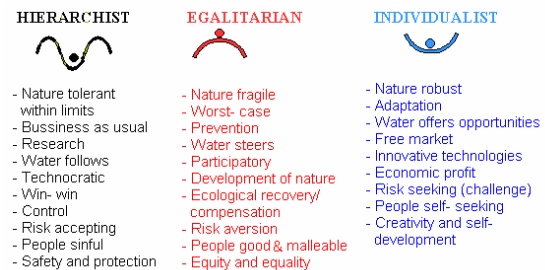 HIERARCHIST
- Nature tolerant
within limits
- Bussiness as usual
- Research
- Water follows
- Technocratic
- Win- win
- Control
- Risk accepting
- People sinful
- Safety and protection
EGALITARIAN
- Nature fragile
- Worst- case
- Prevention
- Water steers
- Participatory
- Development of nature
- Ecological recovery/
compensation
- Risk aversion
- People good & malleable
- Equity and equality
INDIVIDUALIST
- Nature robust
- Adaptation
- Water offers opportunities
- Free market
- Innovative technologies
- Economic profit
- Risk seeking (challenge)
- People self- seeking
- Creativity and self-
development